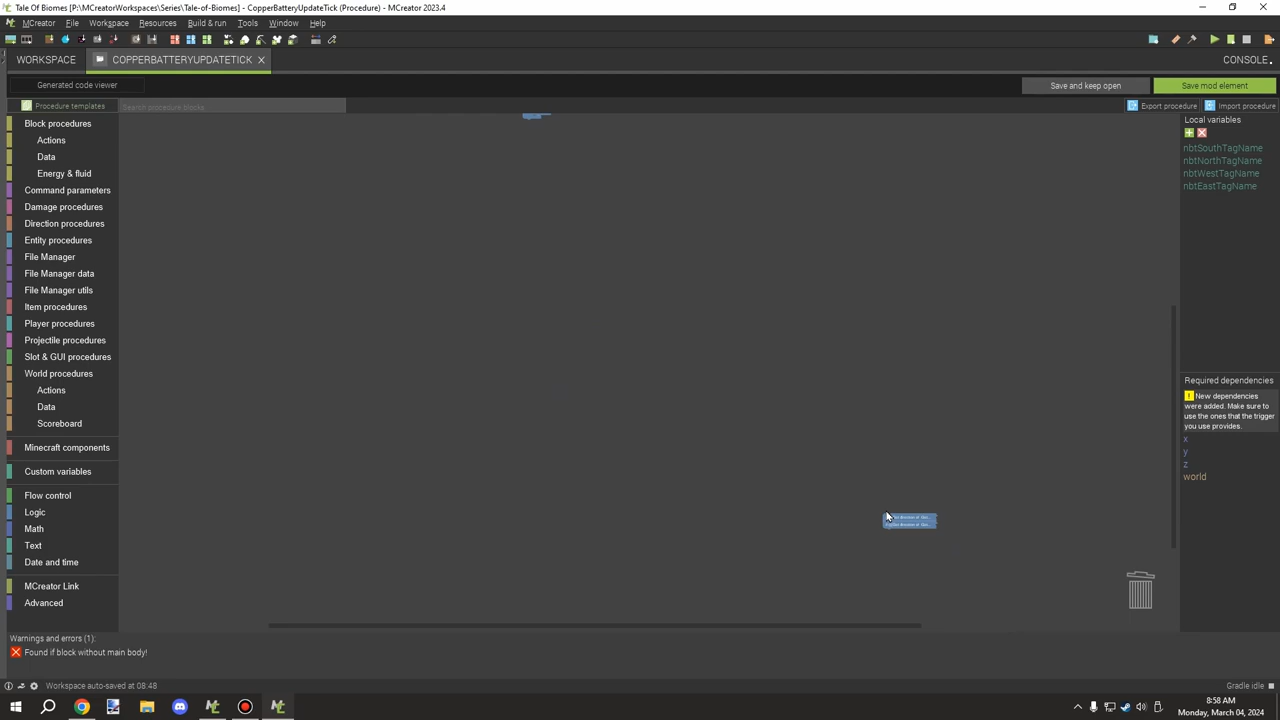 Tale Of Biomes [P:\MCreatorWorkspaces\Series\Tale-of-Biomes] - CopperBatteryUpdateTick (Procedure) - MCreator 2023.4
MCreator File Workspace Resources Build & run Tools Window Help
WORKSPACE COPPERBATTERYUPDATETICK CONSOLE
Generated code viewer Save and keep open Save mod element
Procedure templates Search procedure blocks Export procedure Import procedure
Block procedures
Actions
Data
Energy & fluid
Command parameters
Damage procedures
Direction procedures
Entity procedures
File Manager
File Manager data
File Manager utils
Item procedures
Player procedures
Projectile procedures
Slot & GUI procedures
World procedures
Actions
Data
Scoreboard
Minecraft components
Custom variables
Flow control
Logic
Math
Text
Date and time
MCreator Link
Advanced
Local variables
nbtSouthTagName
nbtNorthTagName
nbtWestTagName
nbtEastTagName
Required dependencies
! New dependencies
were added. Make sure to
use the ones that the trigger
you use provides.
x
y
z
world
Warnings and errors (1):
Found if block without main body!
Workspace auto-saved at 08:48 Gradle idle
8:58 AM
Monday, March 04, 2024